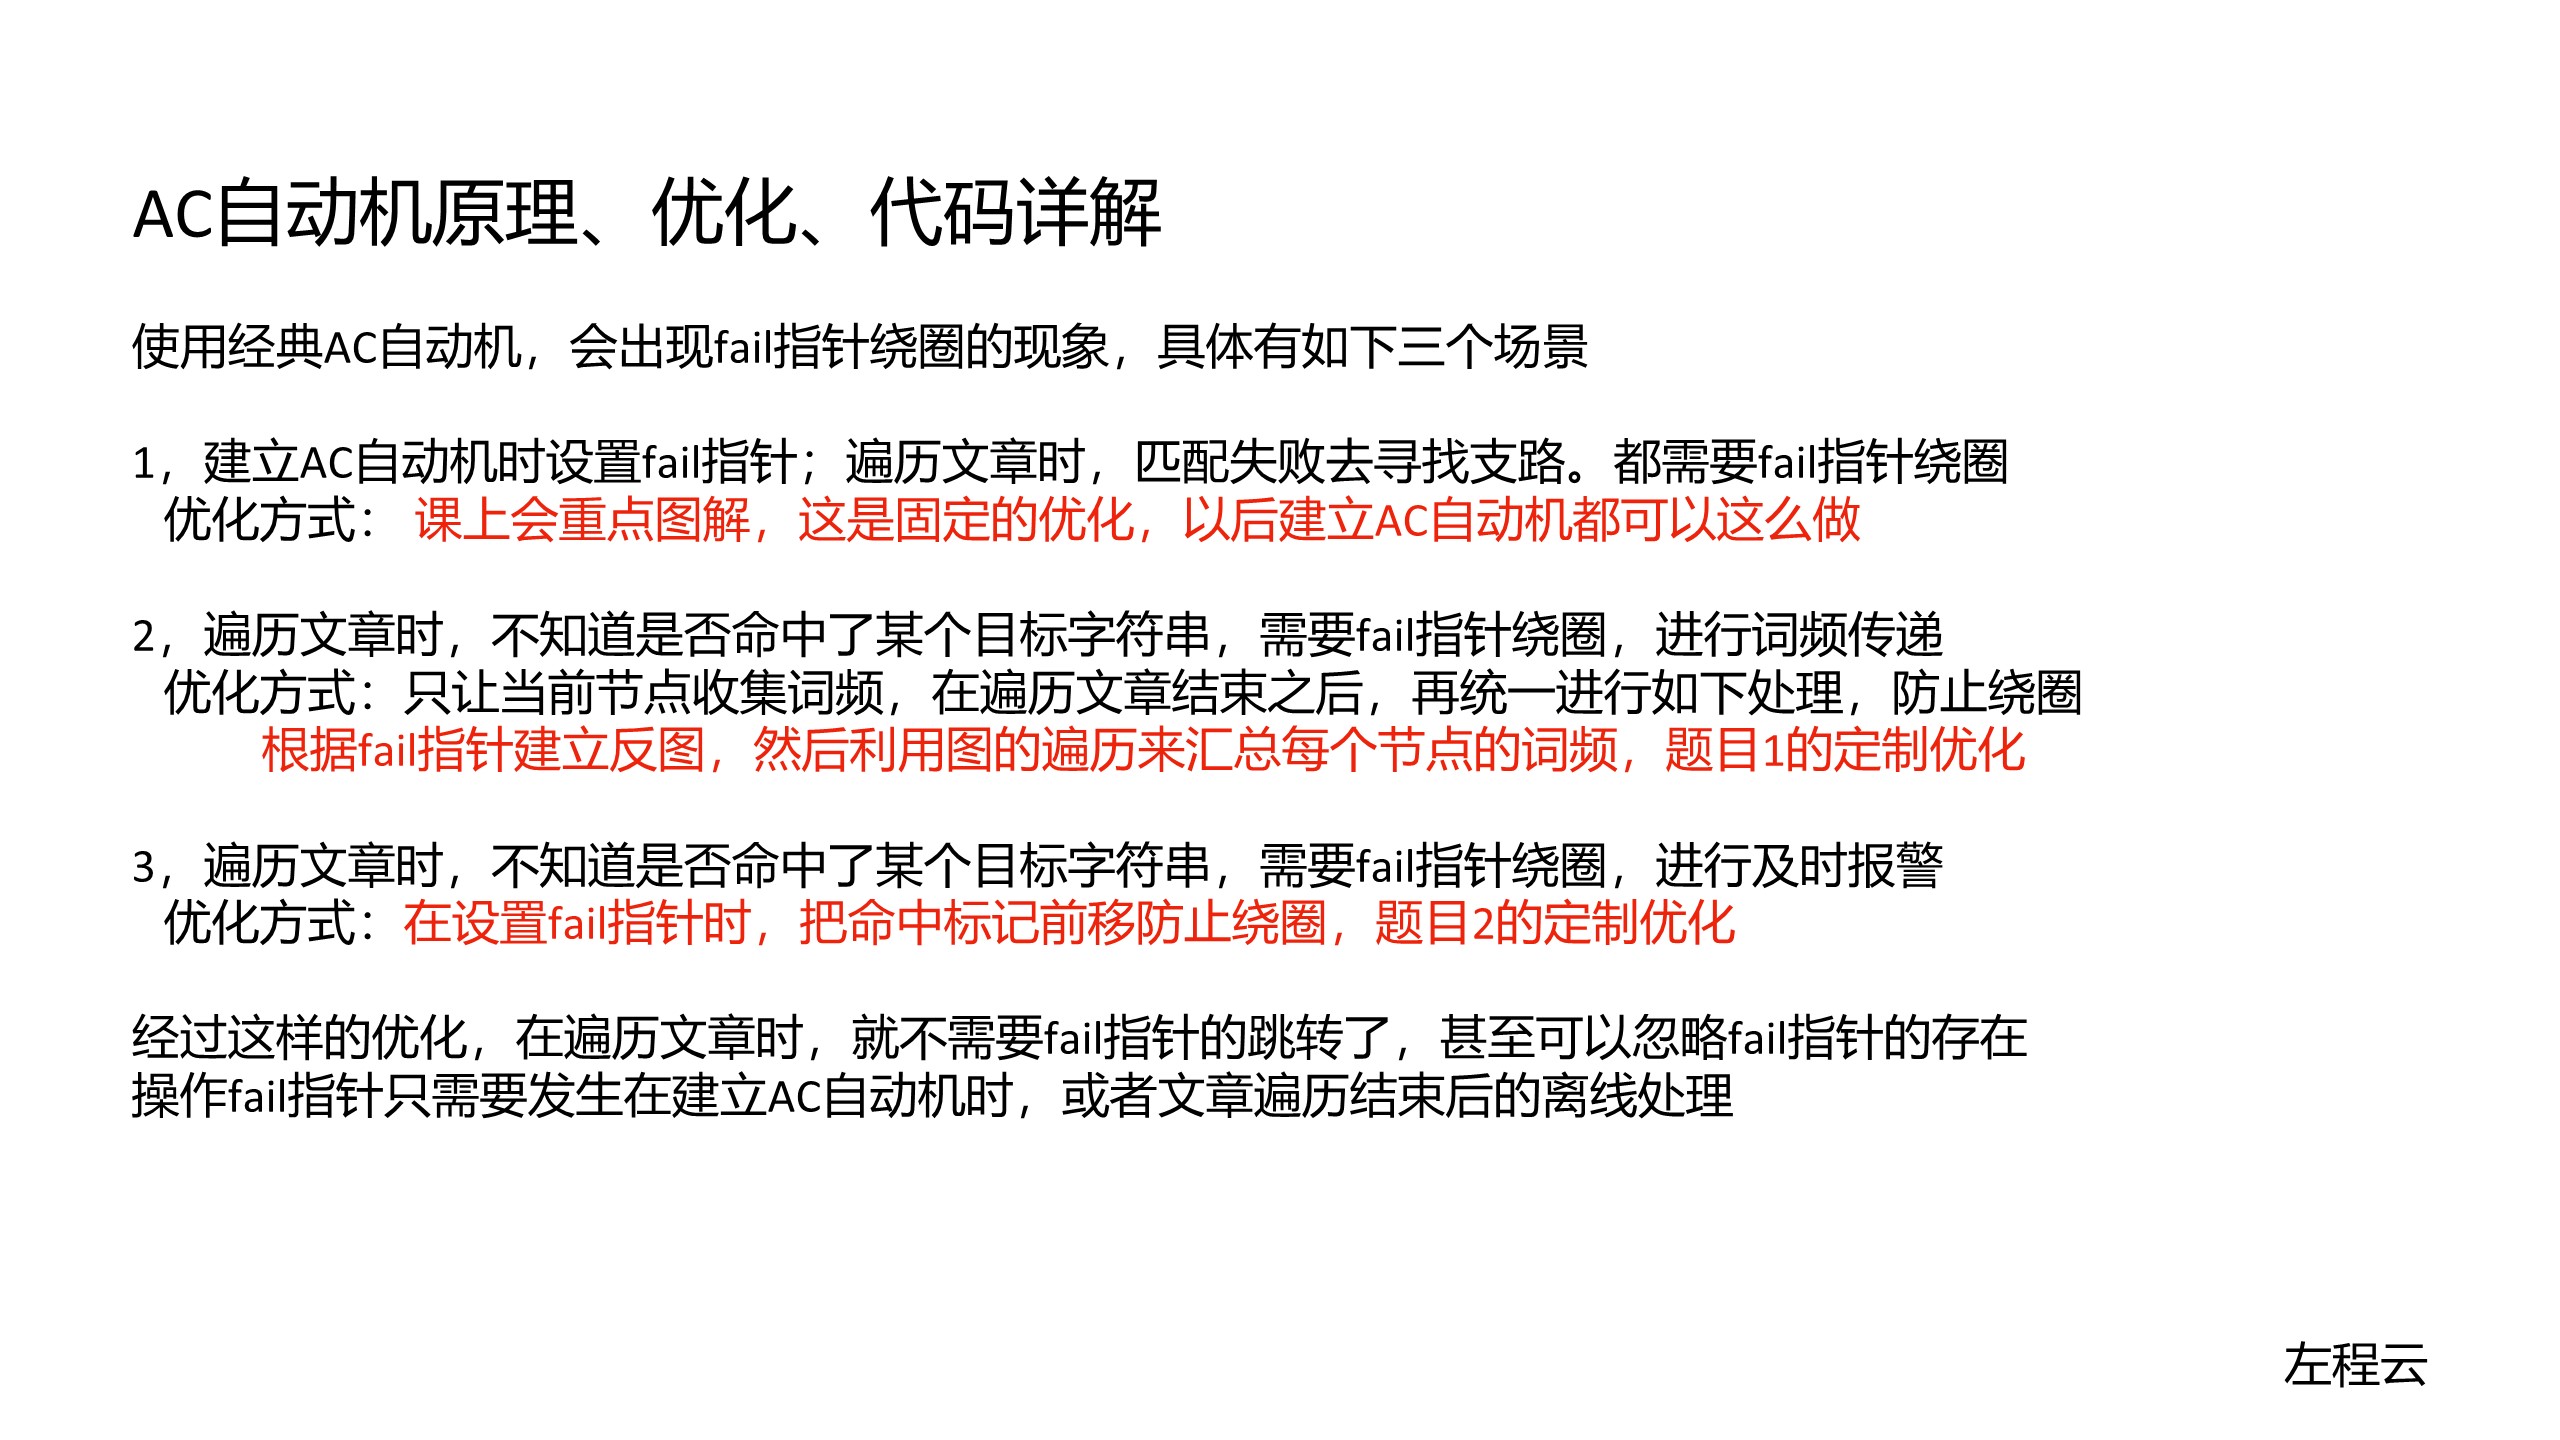 AC自动机原理、优化、代码详解
使用经典AC自动机，会出现fail指针绕圈的现象，具体有如下三个场景
1，建立AC自动机时设置fail指针；遍历文章时，匹配失败去寻找支路。都需要fail指针绕圈
优化方式： 课上会重点图解，这是固定的优化，以后建立AC自动机都可以这么做
2，遍历文章时，不知道是否命中了某个目标字符串，需要fail指针绕圈，进行词频传递
优化方式：只让当前节点收集词频，在遍历文章结束之后，再统一进行如下处理，防止绕圈
根据fail指针建立反图，然后利用图的遍历来汇总每个节点的词频，题目1的定制优化
3，遍历文章时，不知道是否命中了某个目标字符串，需要fail指针绕圈，进行及时报警
优化方式：在设置fail指针时，把命中标记前移防止绕圈，题目2的定制优化
经过这样的优化，在遍历文章时，就不需要fail指针的跳转了，甚至可以忽略fail指针的存在
操作fail指针只需要发生在建立AC自动机时，或者文章遍历结束后的离线处理
左程云